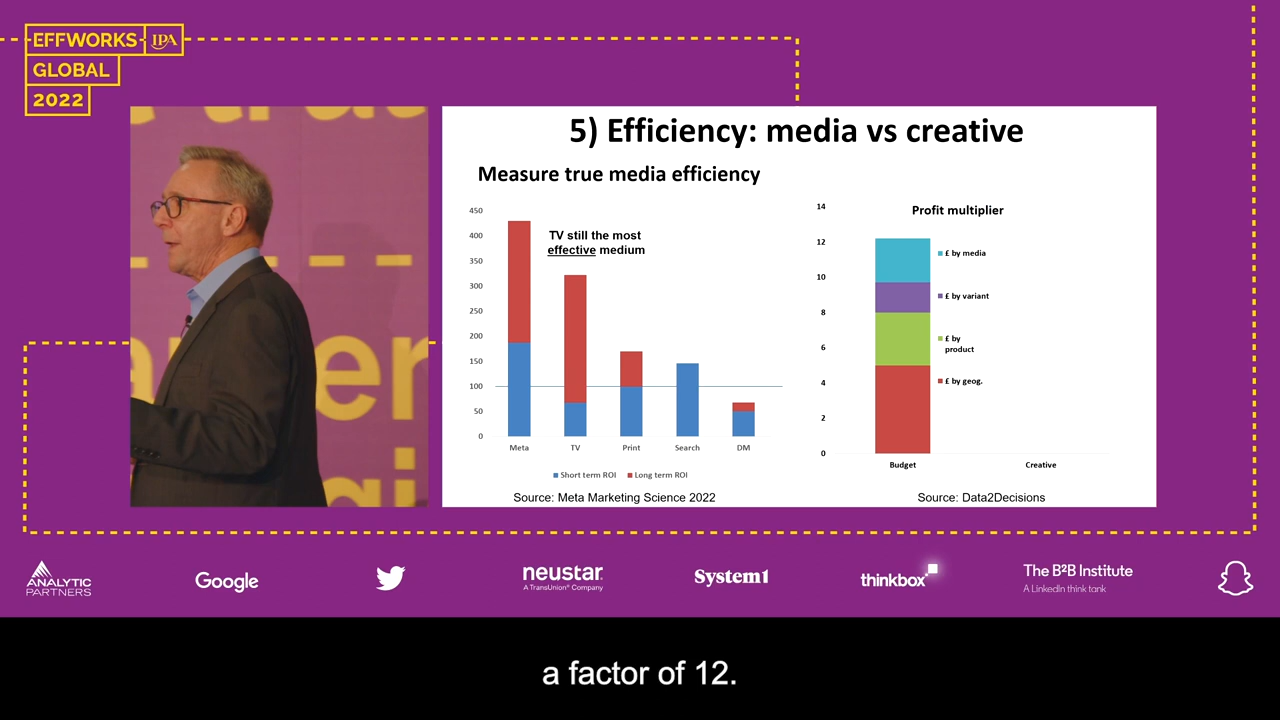 EFFWORKS IPA
GLOBAL
2022
5) Efficiency: media vs creative
Measure true media efficiency
450
400
350
300
250
200
150
100
50
0
TV still the most
effective medium
Meta
TV
Print
Search
DM
Short term ROI
Long term ROI
Source: Meta Marketing Science 2022
Profit multiplier
14
12
10
8
6
4
2
0
£ by media
£ by variant
£ by
product
£ by geog.
Budget
Creative
Source: Data2Decisions
ANALYTIC
PARTNERS
Google
neustar
A TransUnion® Company
System1
thinkbox
The B²B Institute
A LinkedIn think tank
a factor of 12.